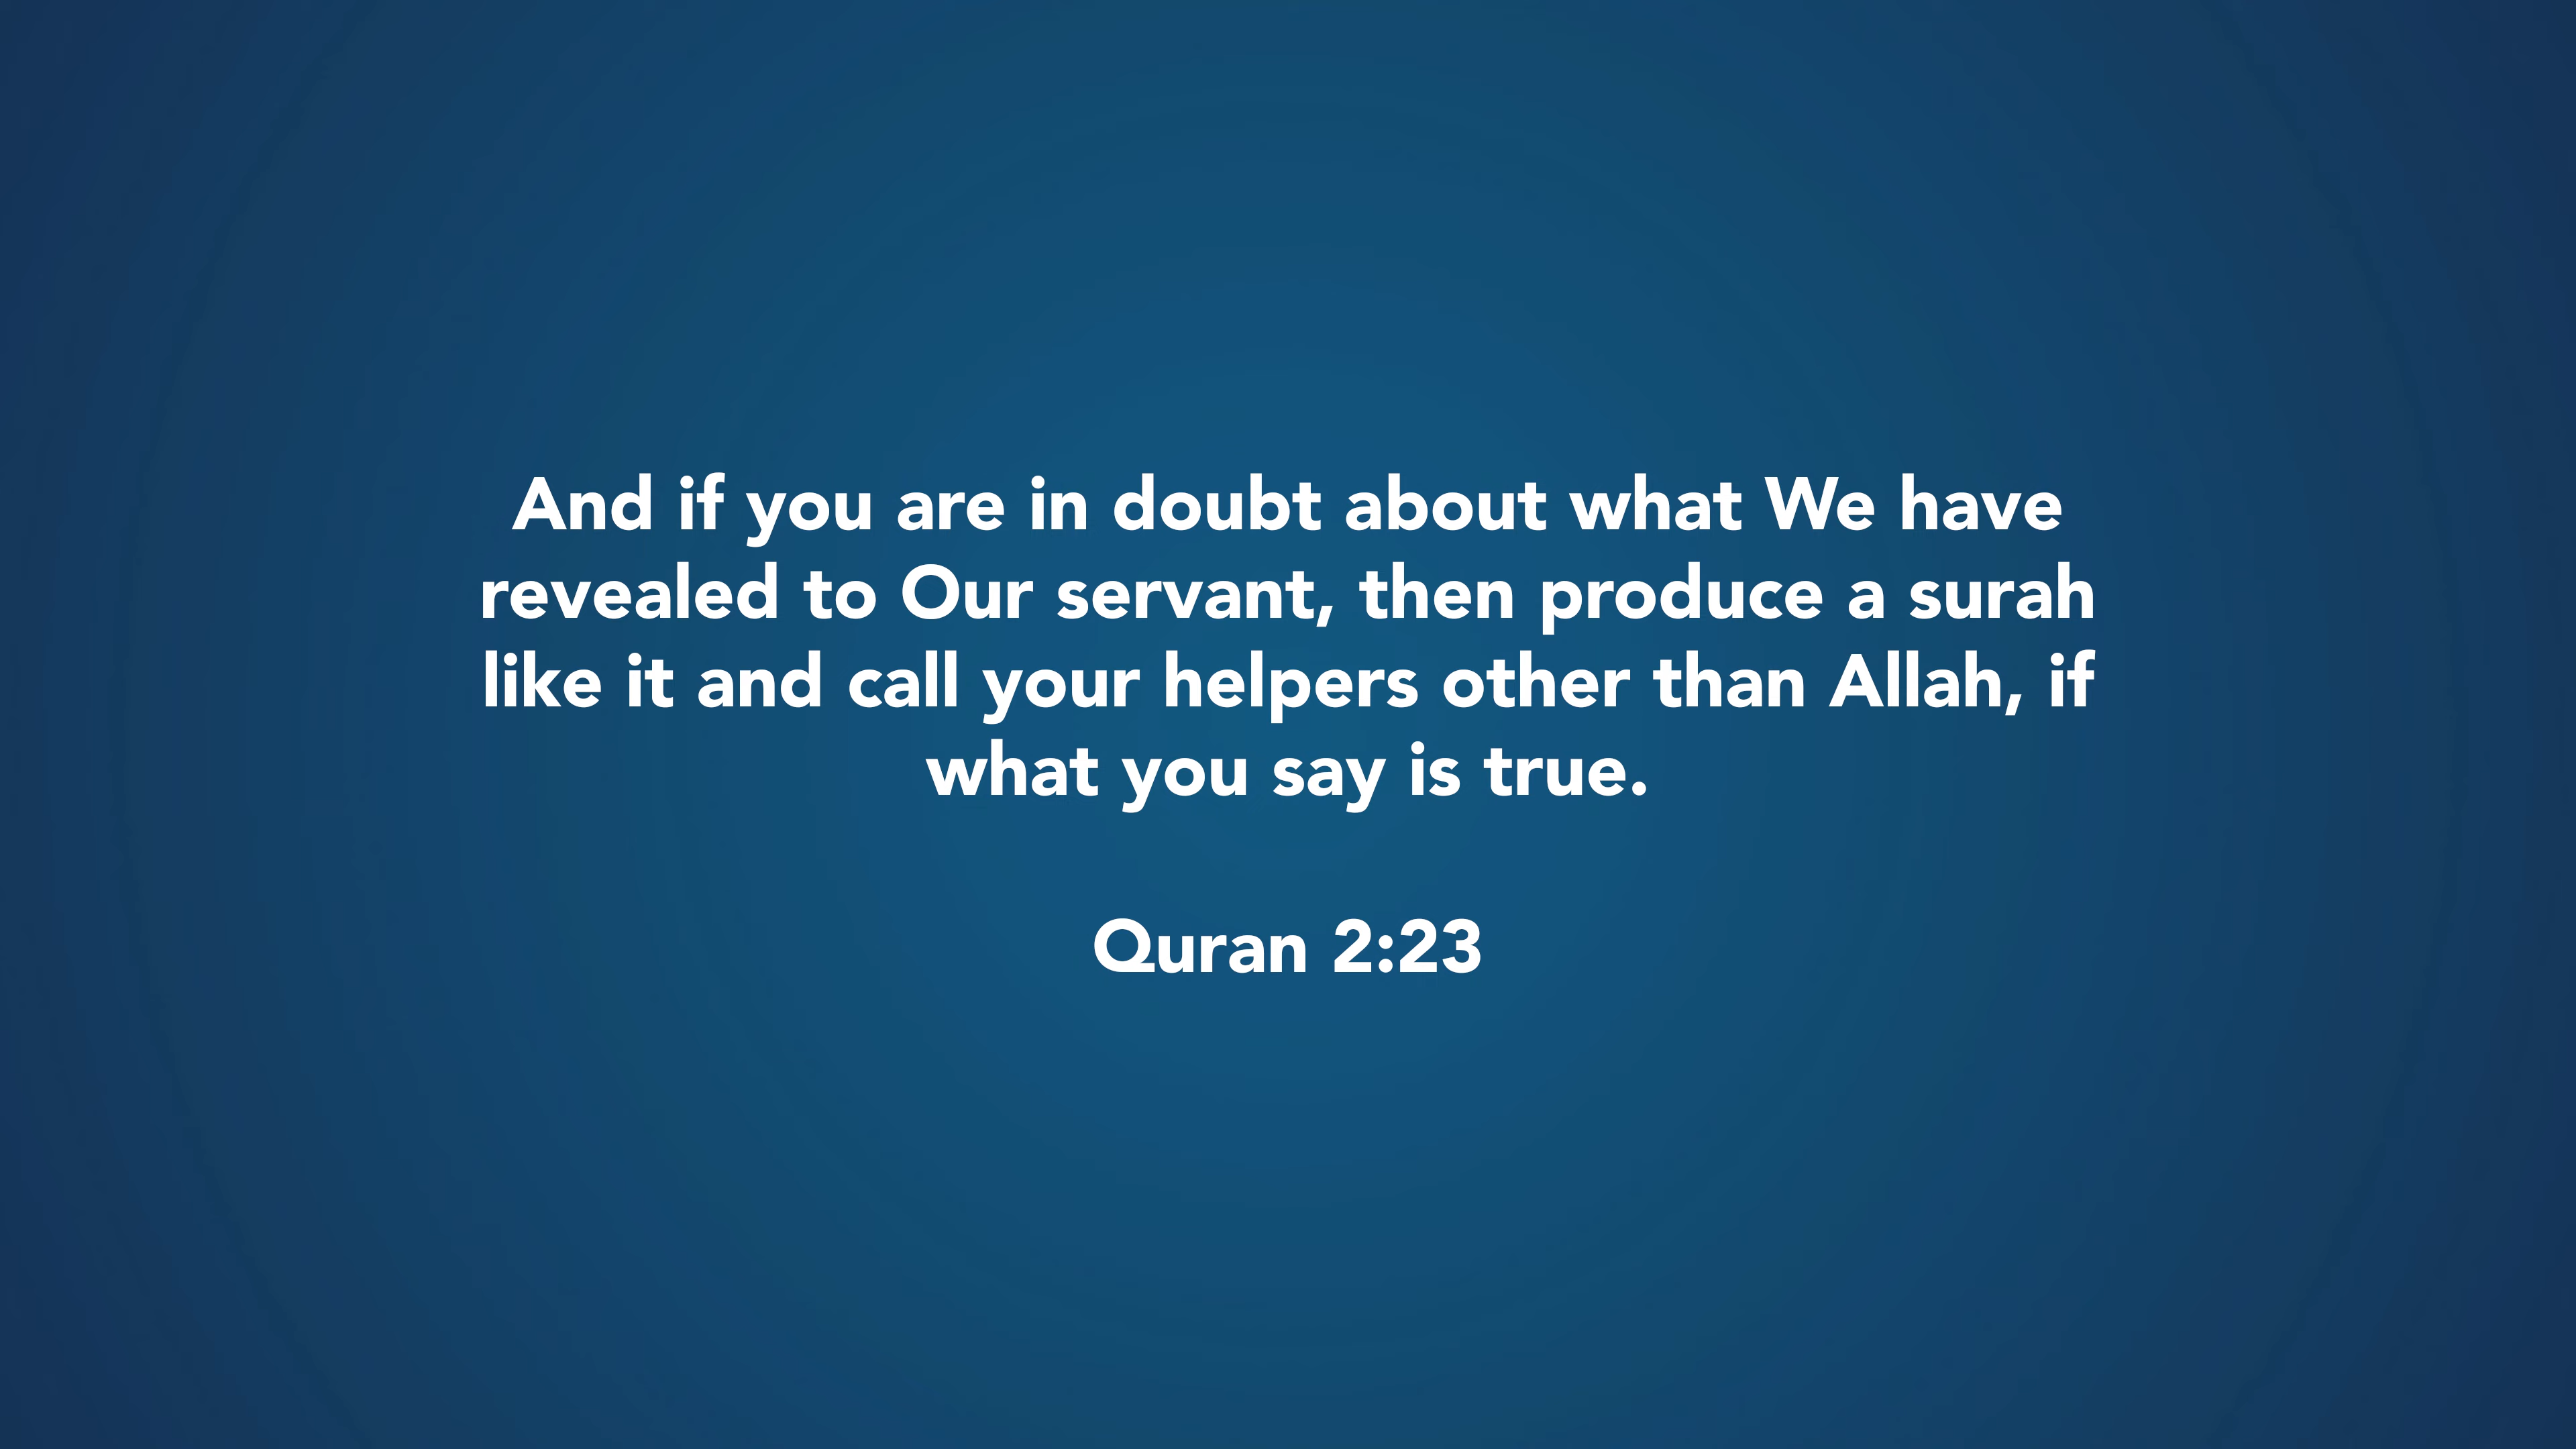 And if you are in doubt about what We have
revealed to Our servant, then produce a surah
like it and call your helpers other than Allah, if
what you say is true.
Quran 2:23